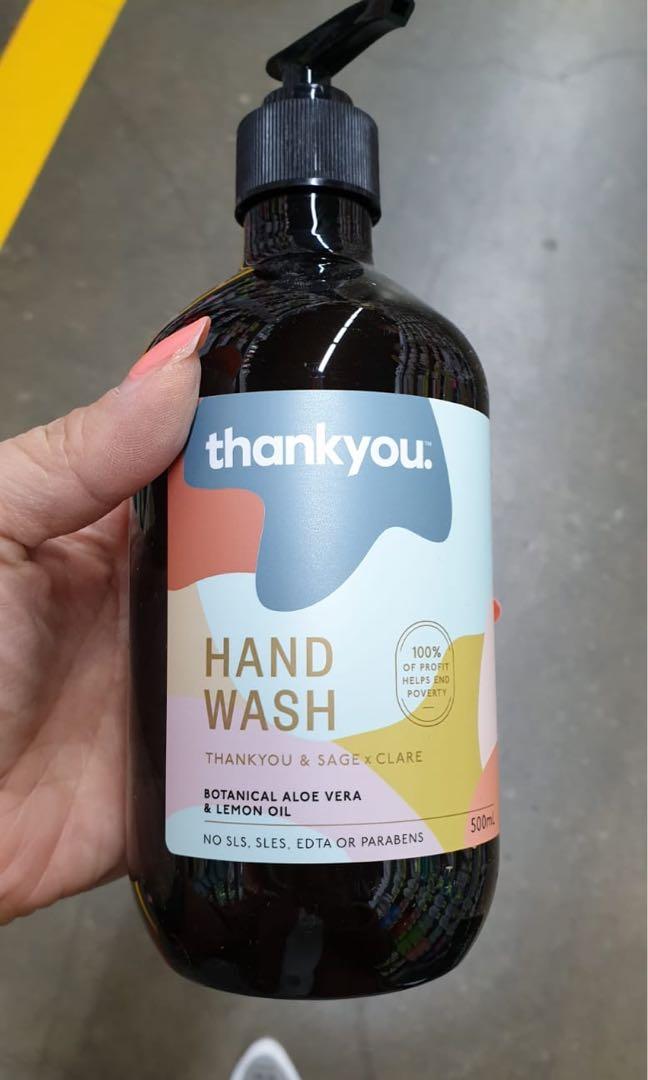 thankyou.™
HAND
WASH
100%
OF PROFIT
HELPS END
POVERTY
THANKYOU & SAGE x CLARE
BOTANICAL ALOE VERA
& LEMON OIL
500mL
NO SLS, SLES, EDTA OR PARABENS